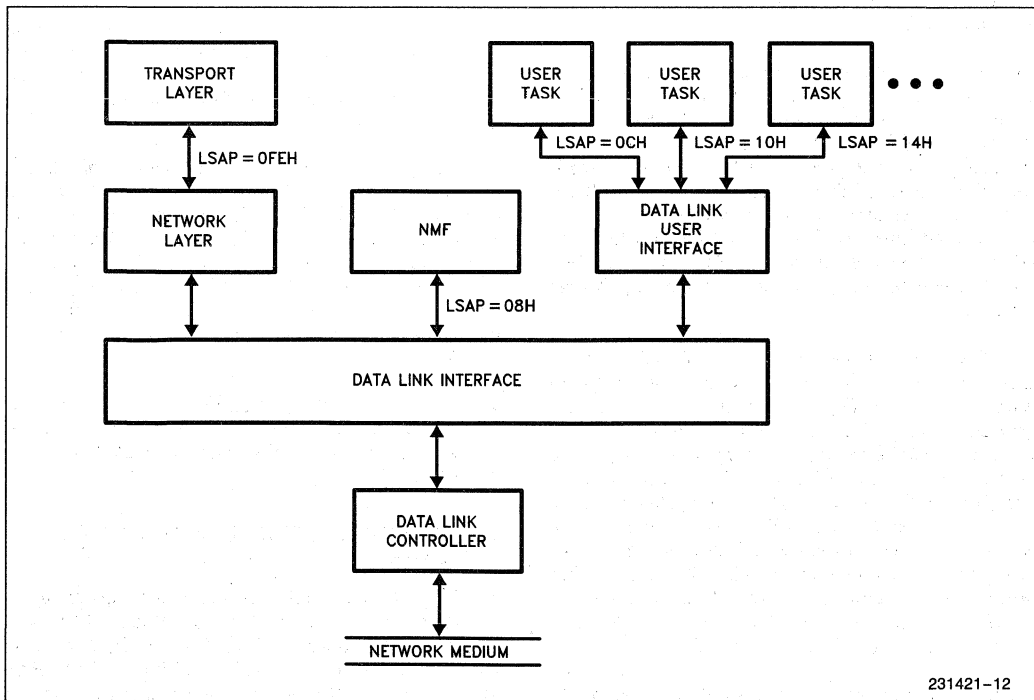 TRANSPORT
LAYER
USER
TASK
USER
TASK
USER
TASK
LSAP = 0FEH
LSAP = 0CH
LSAP = 10H
LSAP = 14H
NETWORK
LAYER
NMF
DATA LINK
USER
INTERFACE
LSAP = 08H
DATA LINK INTERFACE
DATA LINK
CONTROLLER
NETWORK MEDIUM
231421-12